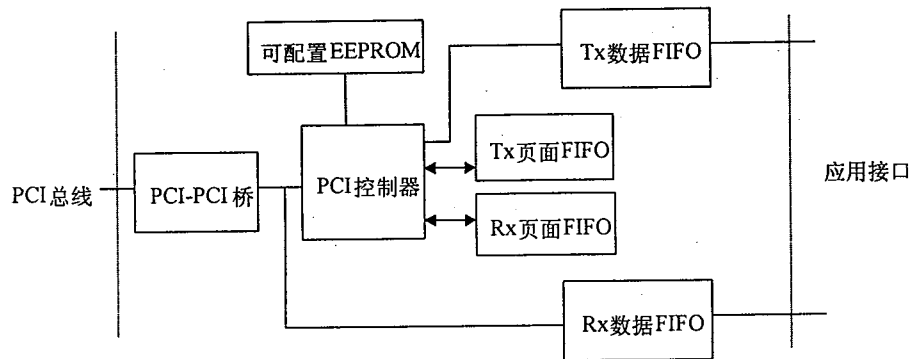 可配置EEPROM
Tx数据FIFO
Tx页面FIFO
PCI总线
PCI-PCI桥
PCI控制器
应用接口
Rx页面FIFO
Rx数据FIFO